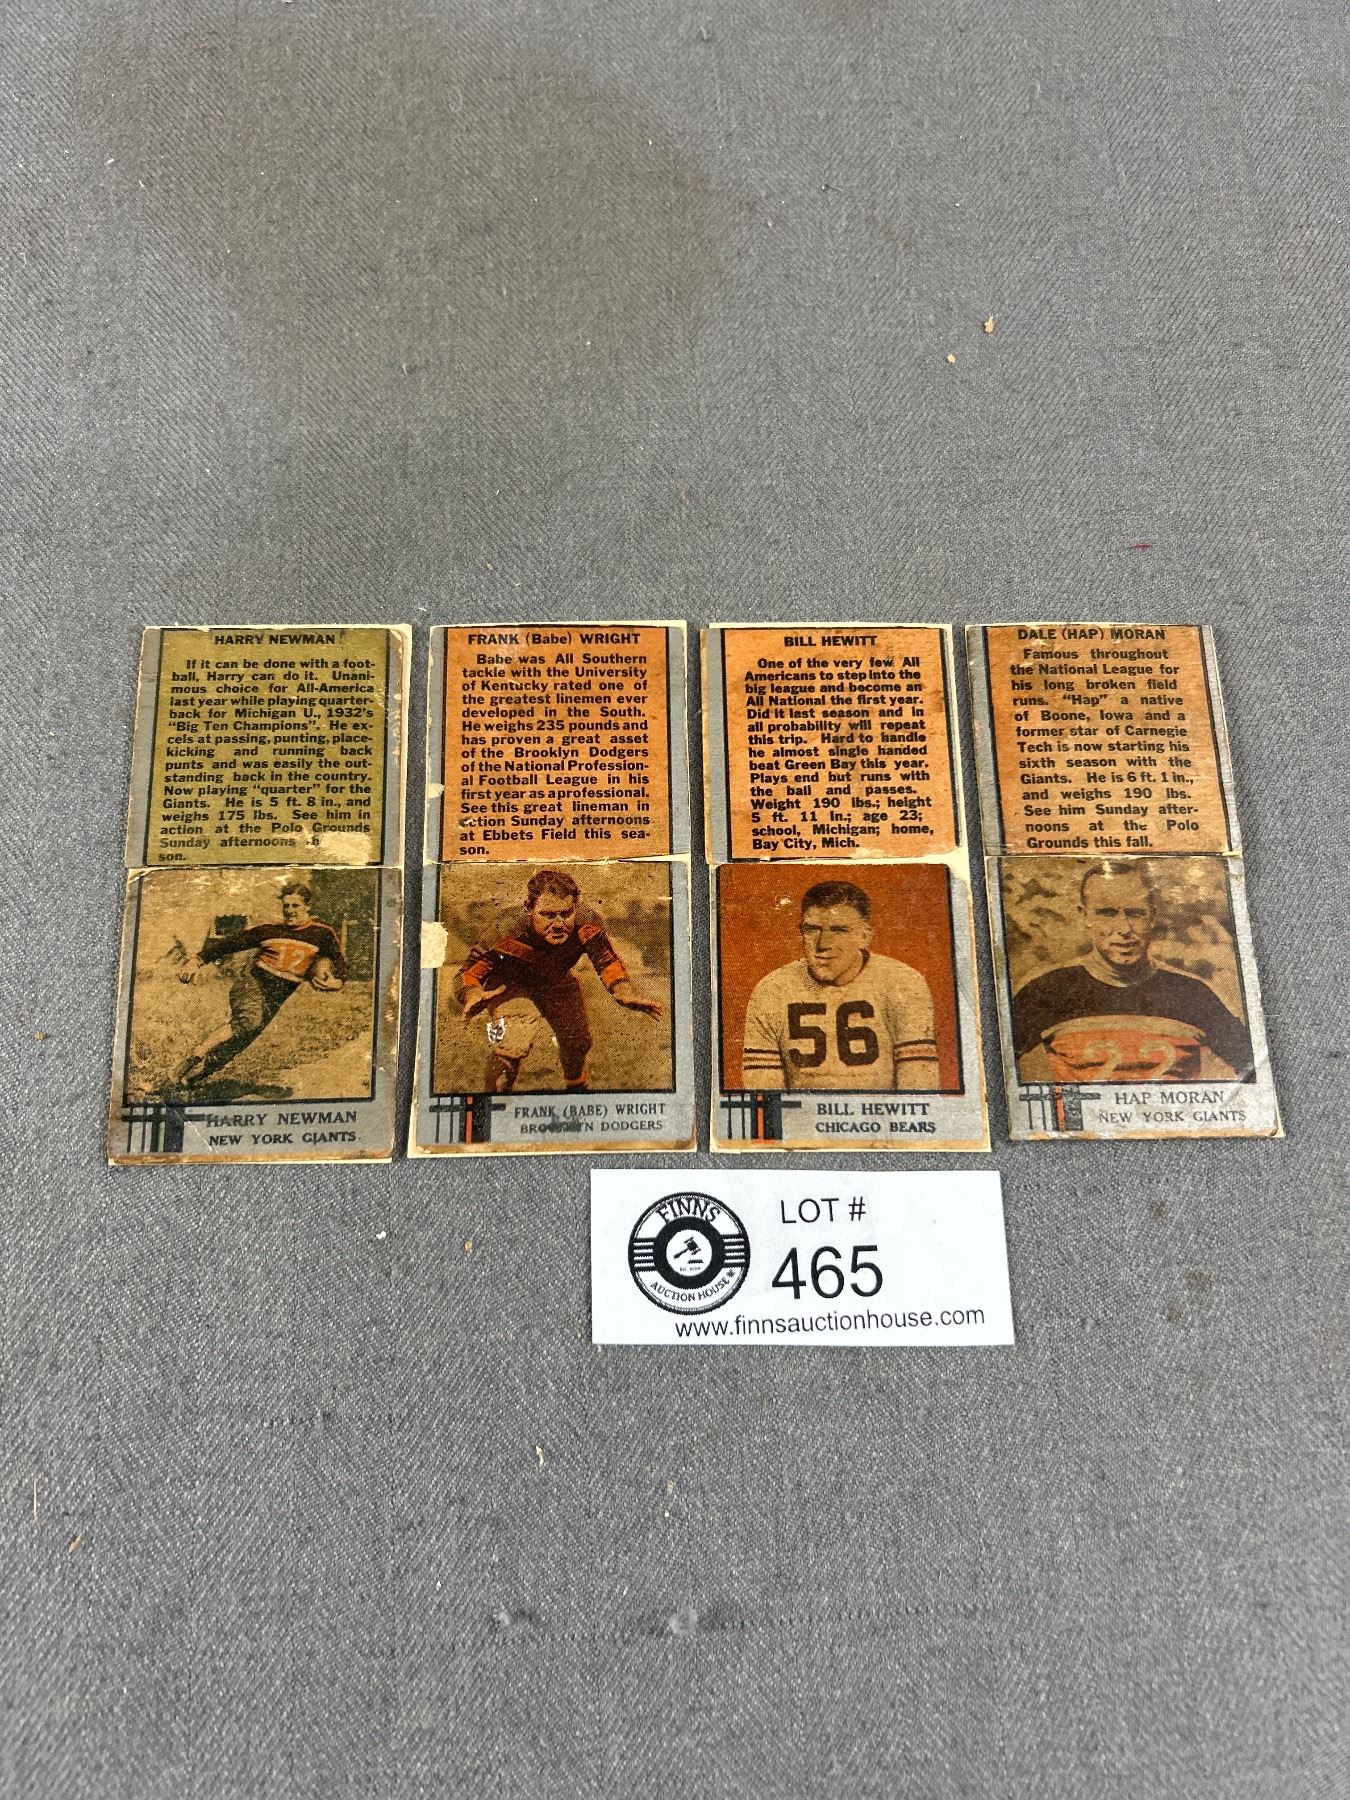 HARRY NEWMAN
If it can be done with a foot-
ball, Harry can do it. Unani-
mous choice for All-America
last year while playing quarter-
back for Michigan U., 1932's
"Big Ten Champions". He ex-
cels at passing, punting, place-
kicking and running back
punts and was easily the out-
standing back in the country.
Now playing "quarter" for the
Giants. He is 5 ft. 8 in., and
weighs 175 lbs. See him in
action at the Polo Grounds
Sunday afternoons
son.
12
HARRY NEWMAN
NEW YORK GIANTS
FRANK (Babe) WRIGHT
Babe was All Southern
tackle with the University
of Kentucky rated one of
the greatest linemen ever
developed in the South.
He weighs 235 pounds and
has proven a great asset
of the Brooklyn Dodgers
of the National Profession-
al Football League in his
first year as a professional.
See this great lineman in
action Sunday afternoons
at Ebbets Field this sea-
son.
FRANK (BABE) WRIGHT
BROOKLYN DODGERS
BILL HEWITT
One of the very few All
Americans to step into the
big league and become an
All National the first year.
Did it last season and in
all probability will repeat
this trip. Hard to handle
he almost single handed
beat Green Bay this year.
Plays end but runs with
the ball and passes.
Weight 190 lbs.; height
5 ft. 11 in.; age 23;
school, Michigan; home,
Bay City, Mich.
56
BILL HEWITT
CHICAGO BEARS
DALE (HAP) MORAN
Famous throughout
the National League for
his long broken field
runs. "Hap" a native
of Boone, Iowa and a
former star of Carnegie
Tech is now starting his
sixth season with the
Giants. He is 6 ft. 1 in.,
and weighs 190 lbs.
See him Sunday after-
noons at the Polo
Grounds this fall.
22
HAP MORAN
NEW YORK GIANTS
FINNS
AUCTION HOUSE
LOT #
465
www.finnsauctionhouse.com